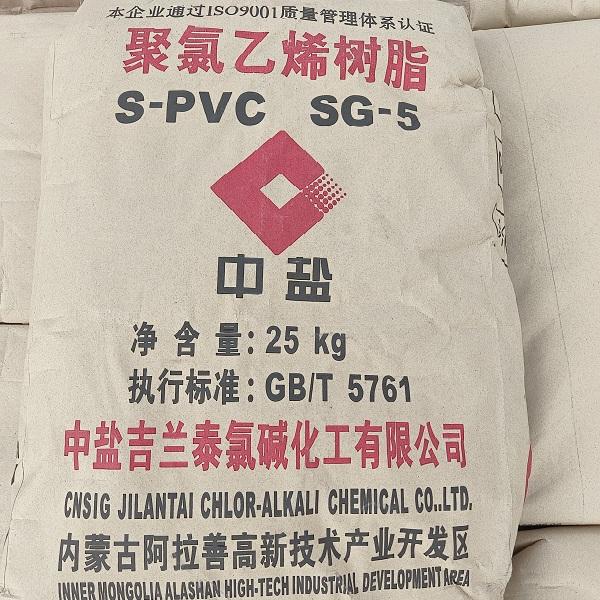 本企业通过ISO9001质量管理体系认证
聚氯乙烯树脂
S-PVC SG-5
中盐
净含量: 25 kg
执行标准: GB/T 5761
中盐吉兰泰氯碱化工有限公司
CNSIG JILANTAI CHLOR-ALKALI CHEMICAL CO.,LTD.
内蒙古阿拉善高新技术产业开发区
INNER MONGOLIA ALASHAN HIGH-TECH INDUSTRIAL DEVELOPMENT AREA